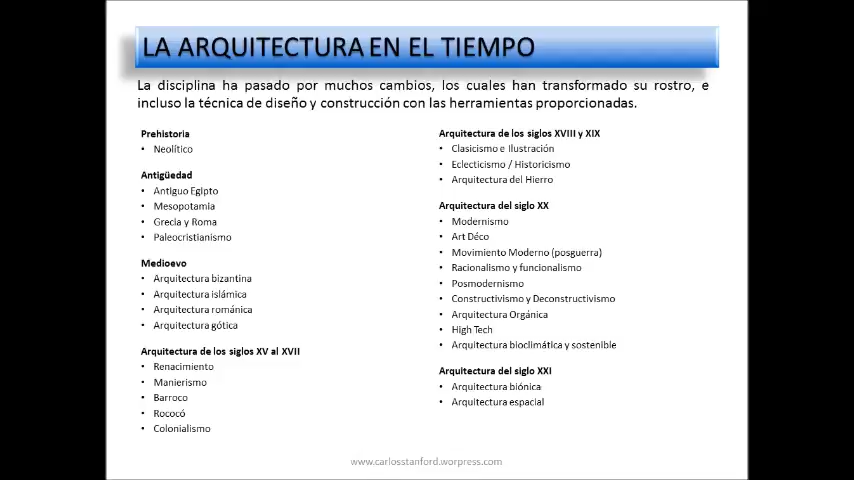 LA ARQUITECTURA EN EL TIEMPO
La disciplina ha pasado por muchos cambios, los cuales han transformado su rostro, e
incluso la técnica de diseño y construcción con las herramientas proporcionadas.
Prehistoria
• Neolítico
Antigüedad
• Antiguo Egipto
• Mesopotamia
• Grecia y Roma
• Paleocristianismo
Medioevo
• Arquitectura bizantina
• Arquitectura islámica
• Arquitectura románica
• Arquitectura gótica
Arquitectura de los siglos XV al XVII
• Renacimiento
• Manierismo
• Barroco
• Rococó
• Colonialismo
Arquitectura de los siglos XVIII y XIX
• Clasicismo e Ilustración
• Eclecticismo / Historicismo
• Arquitectura del Hierro
Arquitectura del siglo XX
• Modernismo
• Art Déco
• Movimiento Moderno (posguerra)
• Racionalismo y funcionalismo
• Posmodernismo
• Constructivismo y Deconstructivismo
• Arquitectura Orgánica
• High Tech
• Arquitectura bioclimática y sostenible
Arquitectura del siglo XXI
• Arquitectura biónica
• Arquitectura espacial
www.carlosstanford.worpress.com